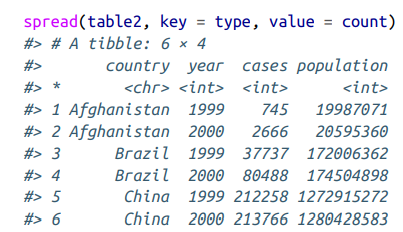 spread(table2, key = type, value = count)
#> # A tibble: 6 × 4
#>       country  year  cases population
#> *       <chr> <int>  <int>      <int>
#> 1 Afghanistan  1999    745   19987071
#> 2 Afghanistan  2000   2666   20595360
#> 3      Brazil  1999  37737  172006362
#> 4      Brazil  2000  80488  174504898
#> 5       China  1999 212258 1272915272
#> 6       China  2000 213766 1280428583